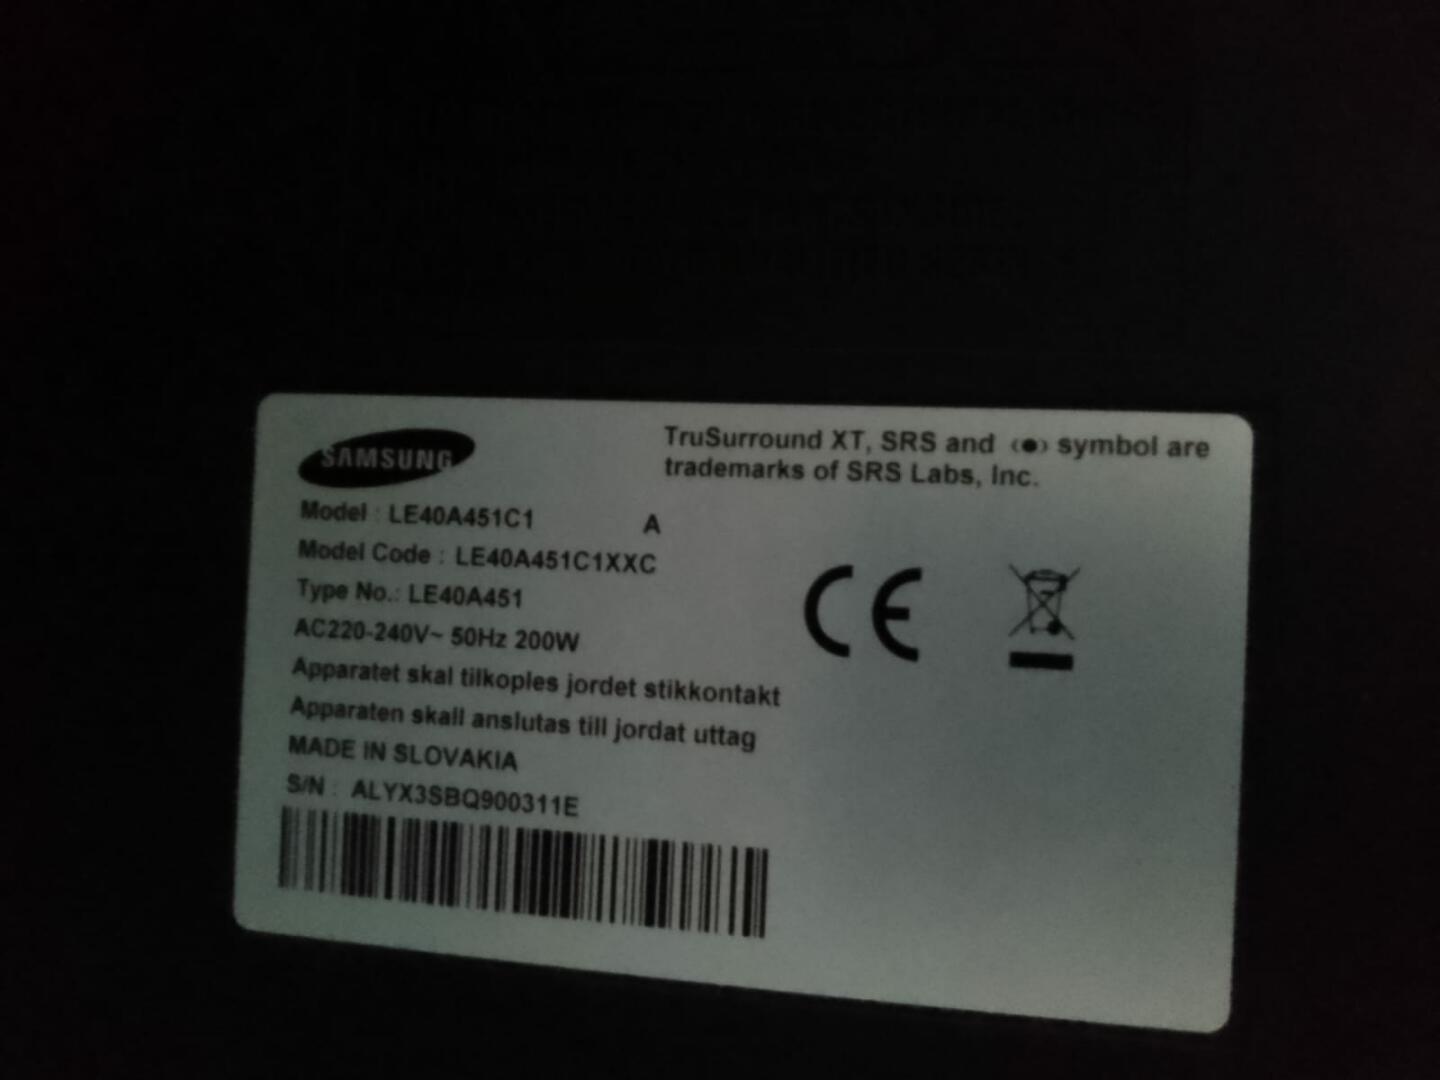 SAMSUNG
TruSurround XT, SRS and (●) symbol are
trademarks of SRS Labs, Inc.
Model : LE40A451C1 A
Model Code : LE40A451C1XXC
Type No.: LE40A451
AC220-240V~ 50Hz 200W
Apparatet skal tilkoples jordet stikkontakt
Apparaten skall anslutas till jordat uttag
MADE IN SLOVAKIA
S/N : ALYX3SBQ900311E
CE